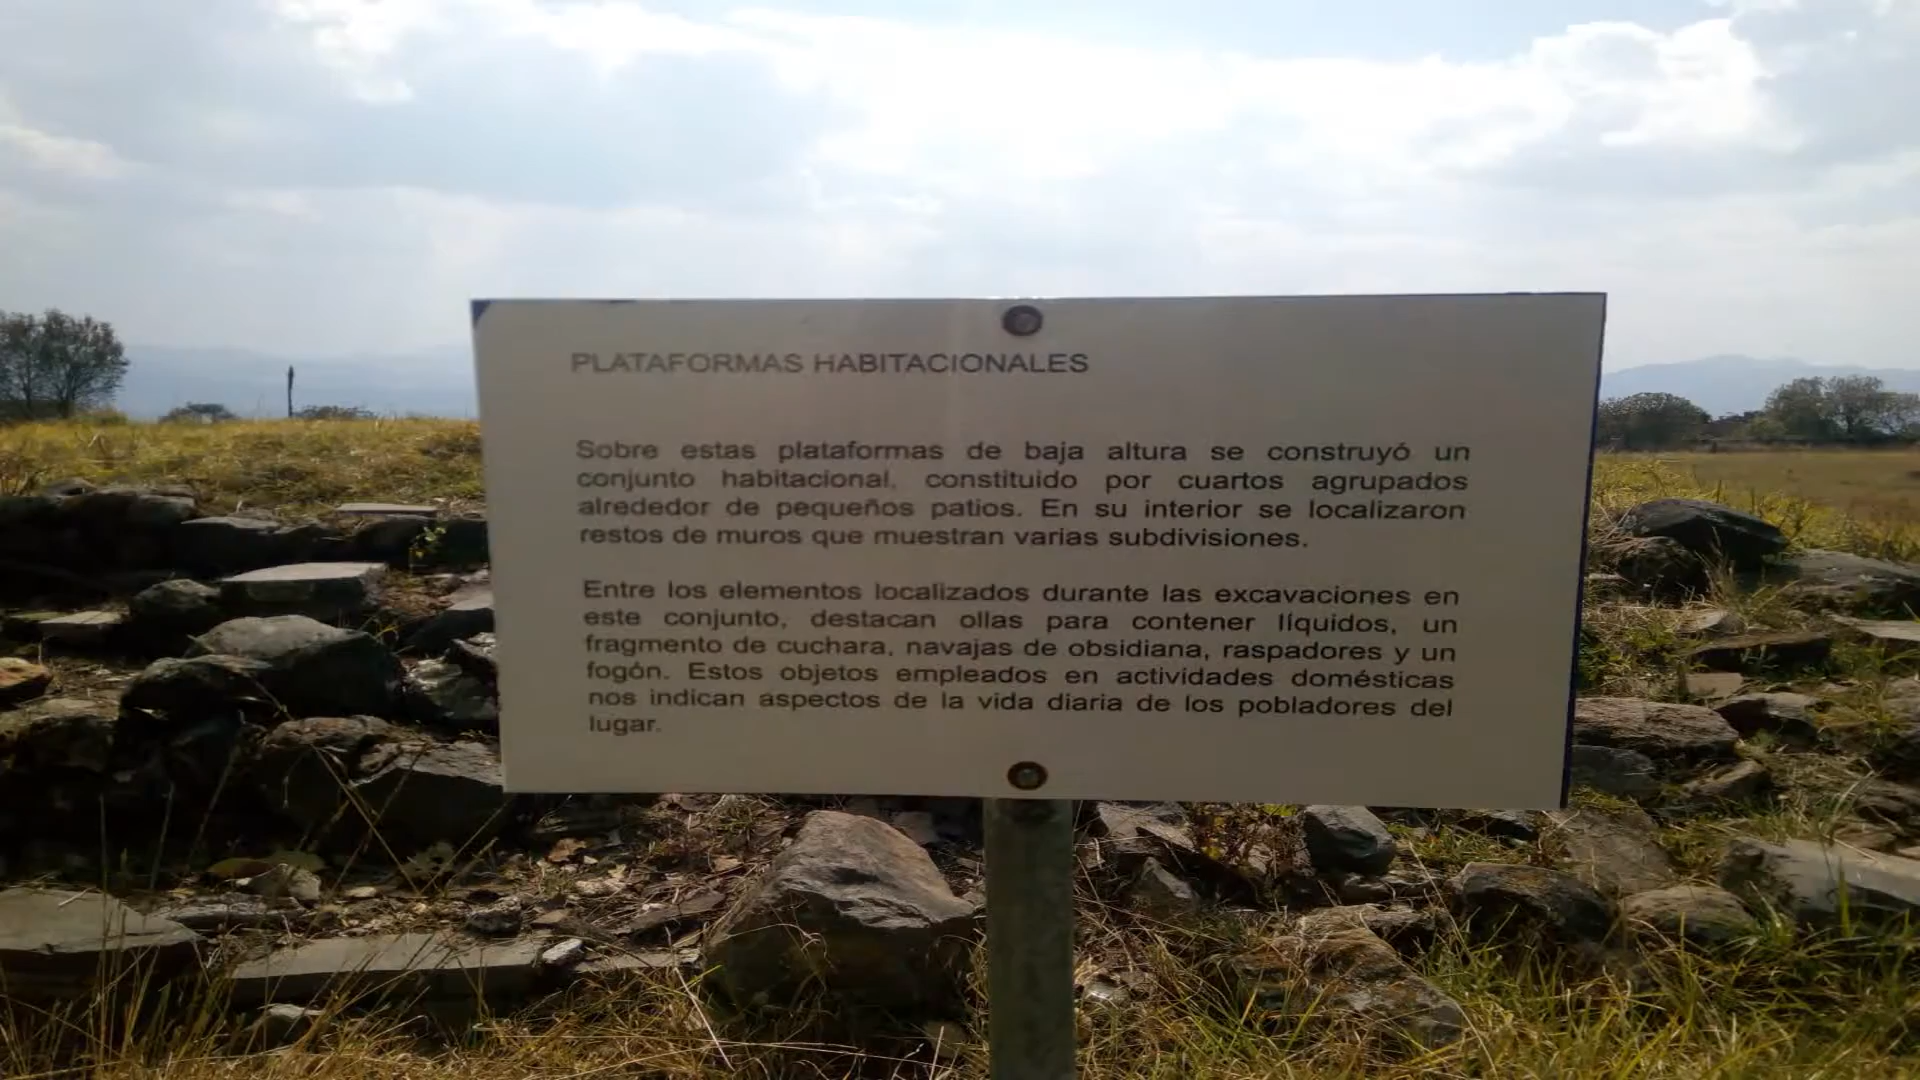 PLATAFORMAS HABITACIONALES
Sobre estas plataformas de baja altura se construyó un
conjunto habitacional, constituido por cuartos agrupados
alrededor de pequeños patios. En su interior se localizaron
restos de muros que muestran varias subdivisiones.
Entre los elementos localizados durante las excavaciones en
este conjunto, destacan ollas para contener líquidos, un
fragmento de cuchara, navajas de obsidiana, raspadores y un
fogón. Estos objetos empleados en actividades domésticas
nos indican aspectos de la vida diaria de los pobladores del
lugar.